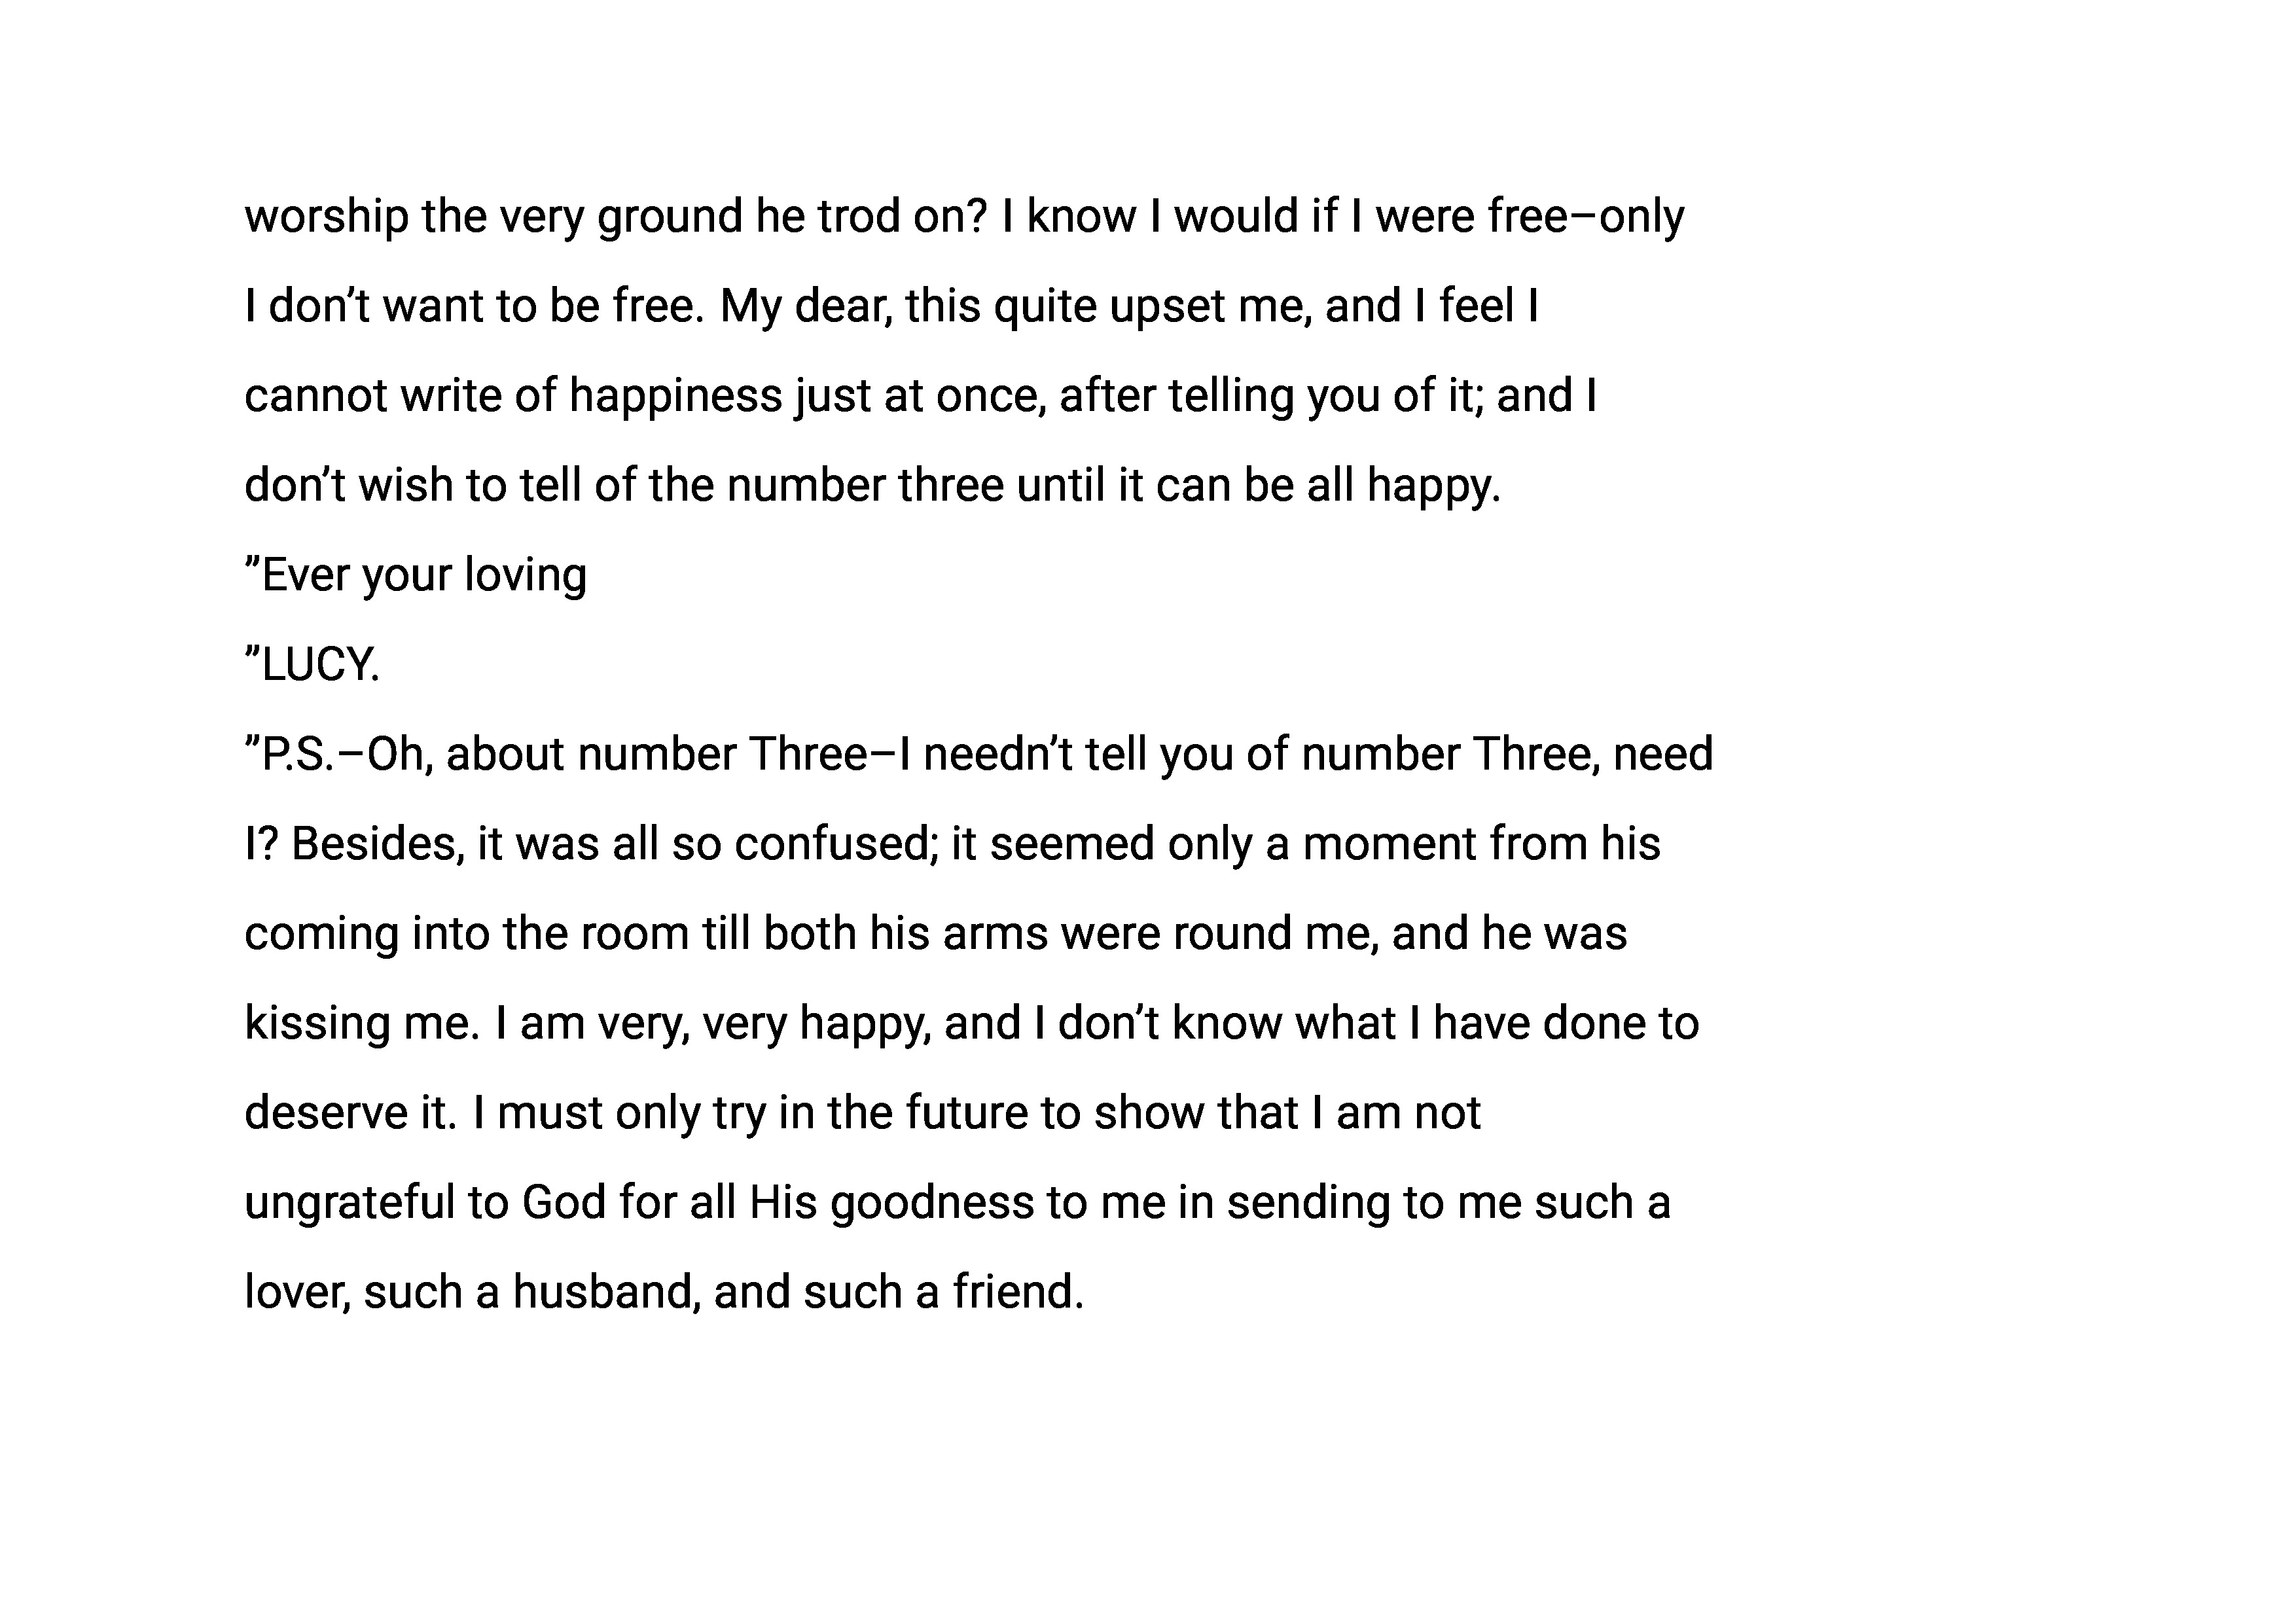 worship the very ground he trod on? I know I would if I were free–only
I don’t want to be free. My dear, this quite upset me, and I feel I
cannot write of happiness just at once, after telling you of it; and I
don’t wish to tell of the number three until it can be all happy.
”Ever your loving
”LUCY.
”P.S.–Oh, about number Three–I needn’t tell you of number Three, need
I? Besides, it was all so confused; it seemed only a moment from his
coming into the room till both his arms were round me, and he was
kissing me. I am very, very happy, and I don’t know what I have done to
deserve it. I must only try in the future to show that I am not
ungrateful to God for all His goodness to me in sending to me such a
lover, such a husband, and such a friend.